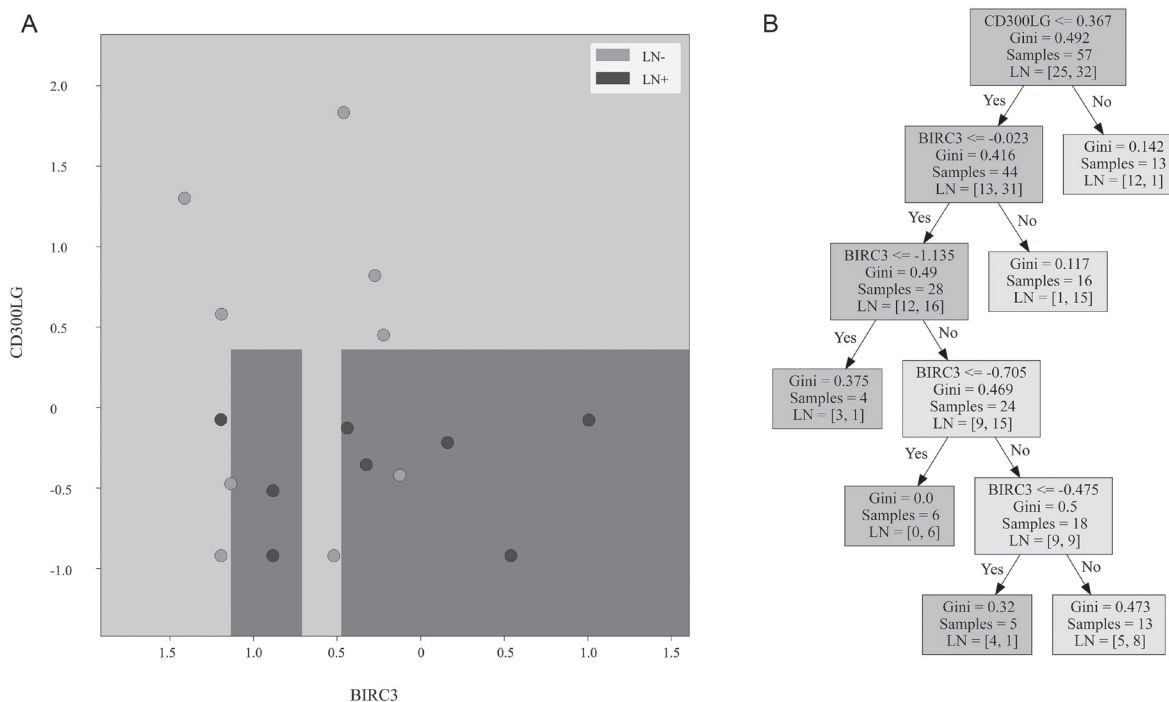 A
CD300LG
2.0
1.5
1.0
0.5
0
-0.5
-1.0
LN-
LN+
1.5
1.0
0.5
0
0.5
1.0
1.5
BIRC3
B
CD300LG <= 0.367
Gini = 0.492
Samples = 57
LN = [25, 32]
Yes
No
BIRC3 <= -0.023
Gini = 0.416
Samples = 44
LN = [13, 31]
Gini = 0.142
Samples = 13
LN = [12, 1]
Yes
No
BIRC3 <= -1.135
Gini = 0.49
Samples = 28
LN = [12, 16]
Gini = 0.117
Samples = 16
LN = [1, 15]
Yes
No
Gini = 0.375
Samples = 4
LN = [3, 1]
BIRC3 <= -0.705
Gini = 0.469
Samples = 24
LN = [9, 15]
Yes
No
Gini = 0.0
Samples = 6
LN = [0, 6]
BIRC3 <= -0.475
Gini = 0.5
Samples = 18
LN = [9, 9]
Yes
No
Gini = 0.32
Samples = 5
LN = [4, 1]
Gini = 0.473
Samples = 13
LN = [5, 8]